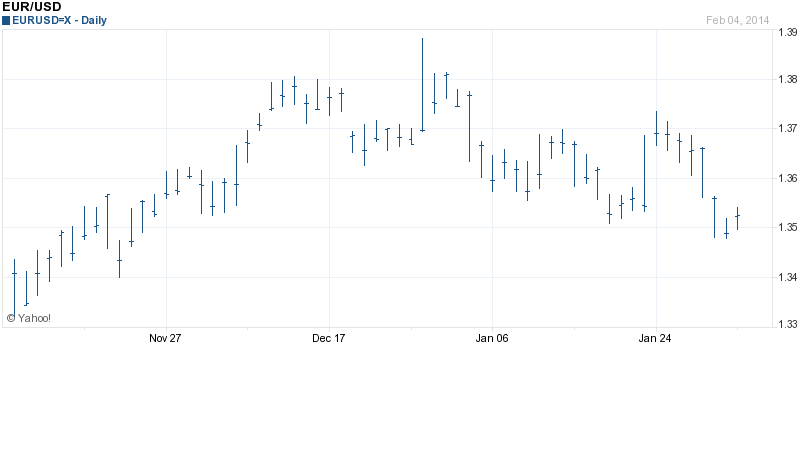 EUR/USD
EURUSD=X - Daily
Feb 04, 2014
1.39
1.38
1.37
1.36
1.35
1.34
1.33
© Yahoo!
Nov 27
Dec 17
Jan 06
Jan 24